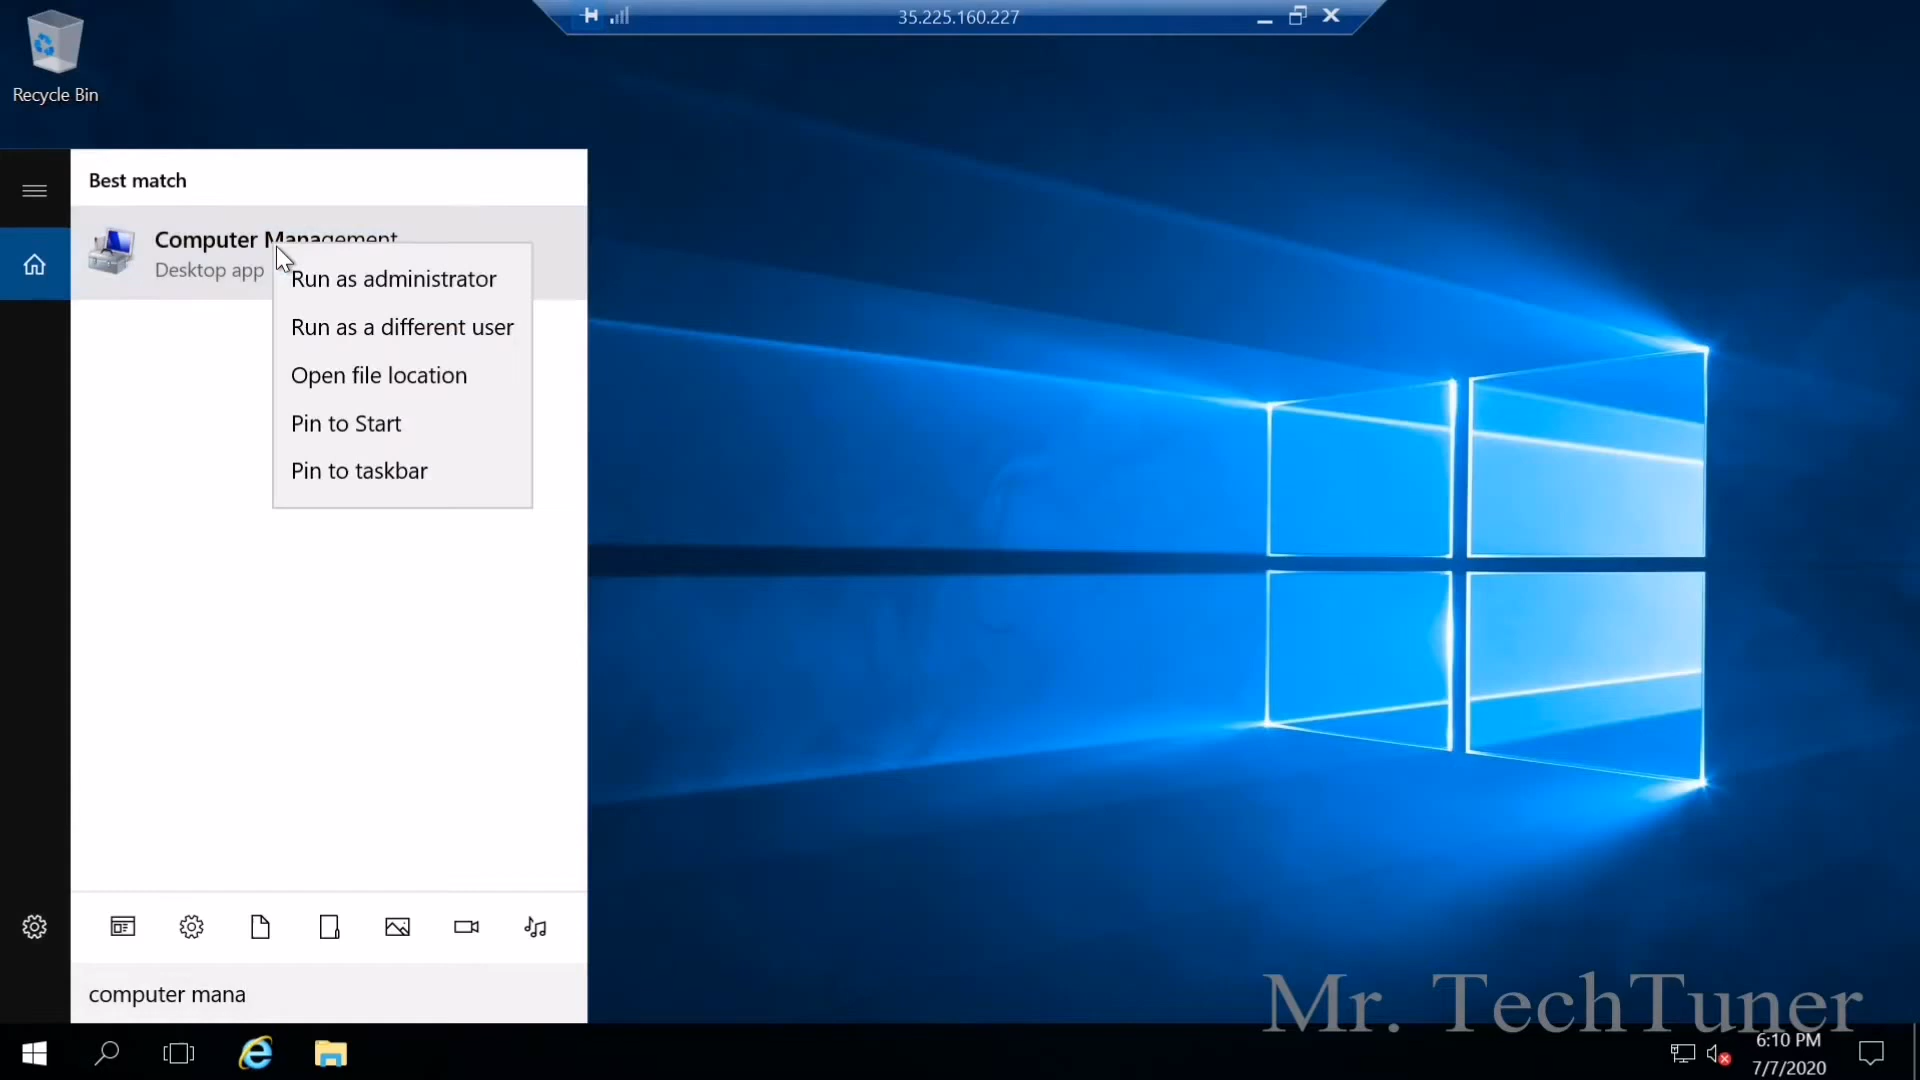 35.225.160.227
Recycle Bin
Best match
Computer Management
Desktop app
Run as administrator
Run as a different user
Open file location
Pin to Start
Pin to taskbar
computer mana
Mr. TechTuner
6:10 PM
7/7/2020